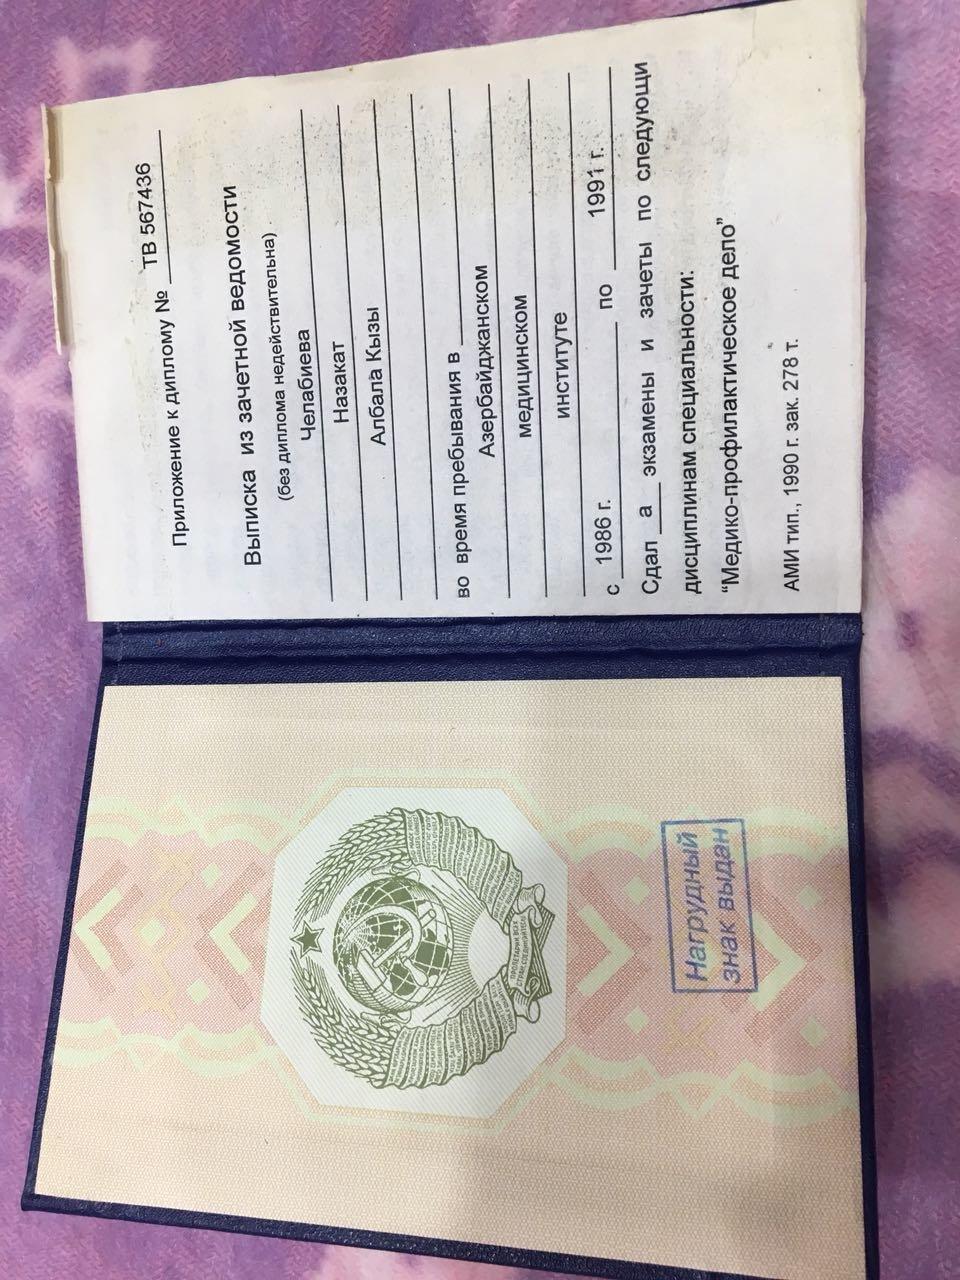 Нагрудный
знак выдан
Приложение к диплому № ТВ 567436
Выписка из зачетной ведомости
(без диплома недействительна)
Челабиева
Назакат
Албала Кызы
во время пребывания в
Азербайджанском
медицинском
институте
с 1986 г. по 1991 г.
Сдал а экзамены и зачеты по следующи
дисциплинам специальности:
“Медико-профилактическое дело”
АМИ тип., 1990 г. зак. 278 т.